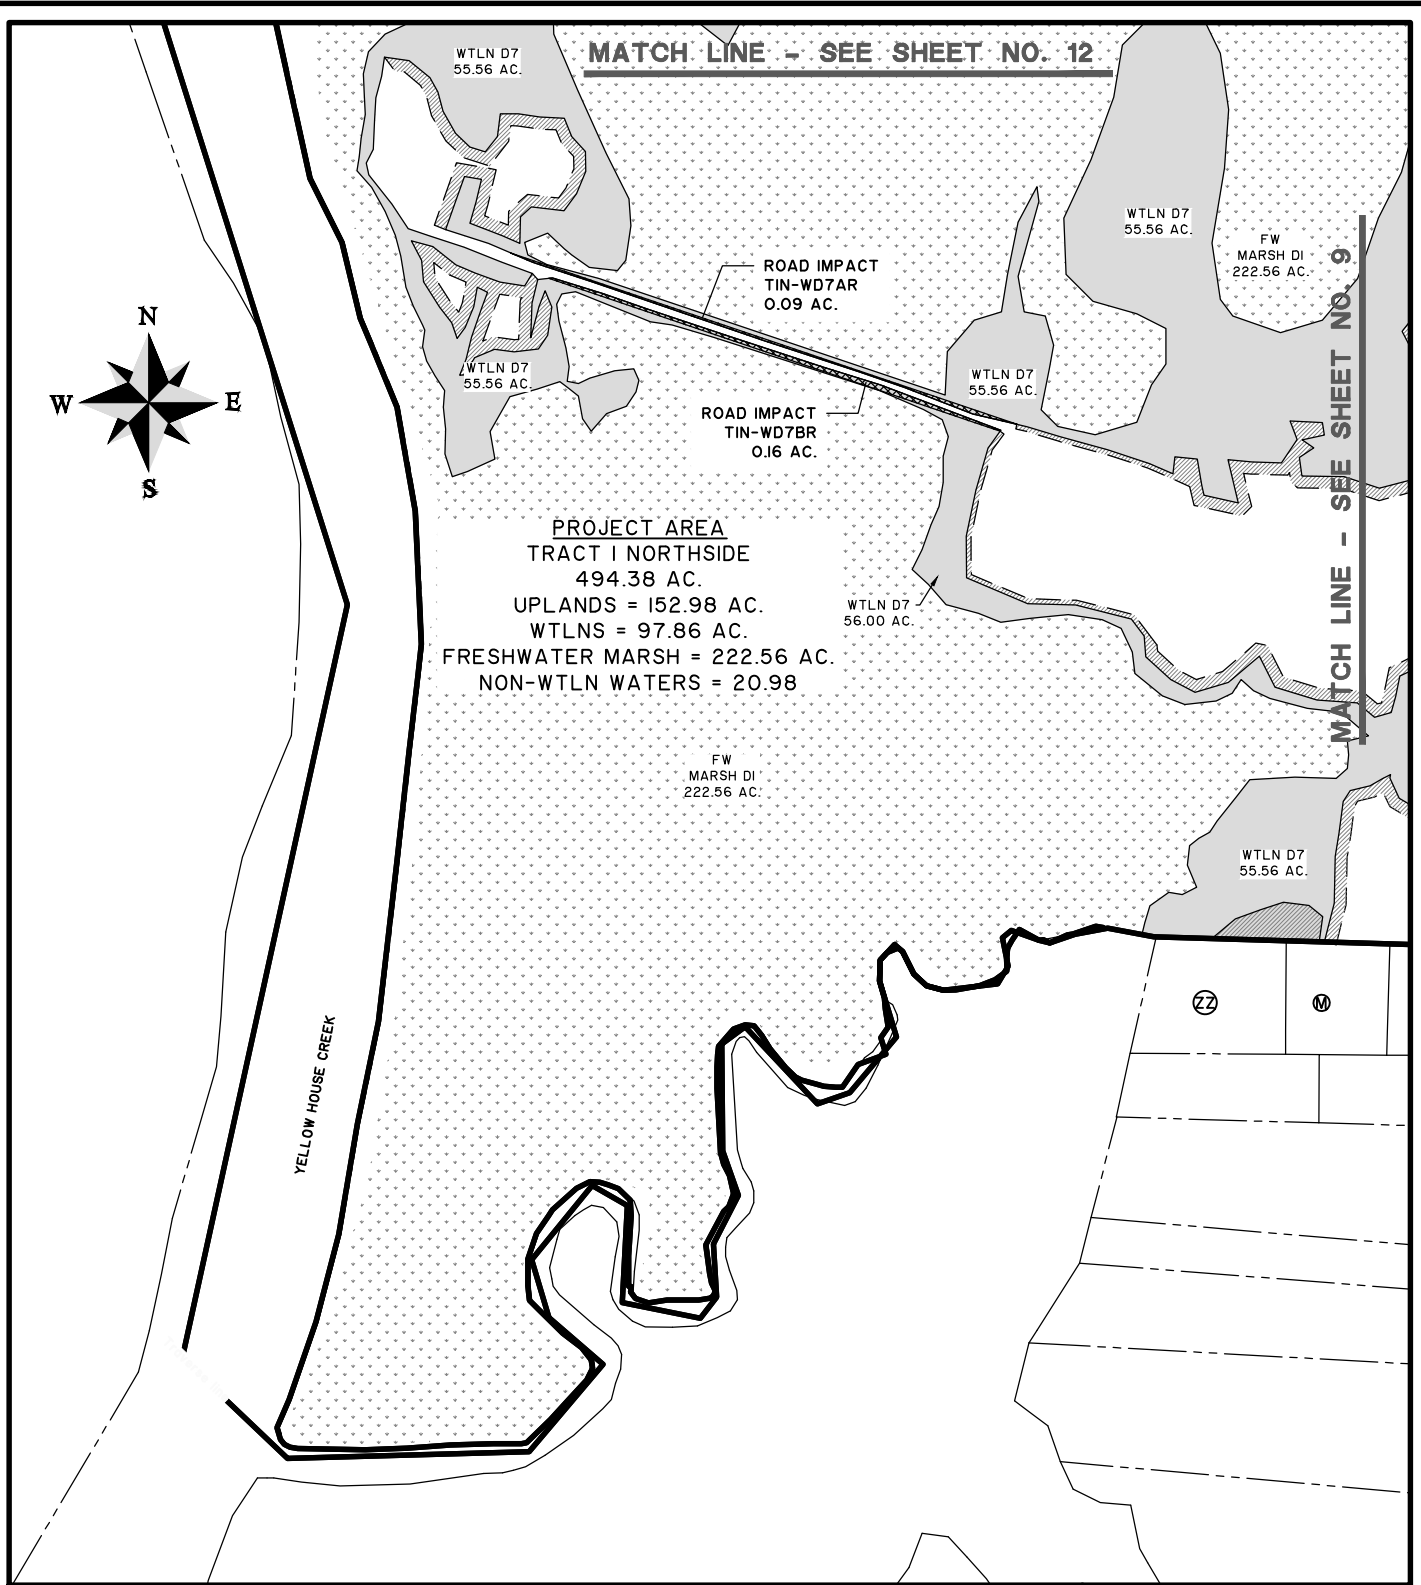 WTLN D7
55.56 AC.
MATCH LINE - SEE SHEET NO. 12
WTLN D7
55.56 AC.
FW
MARSH D1
222.56 AC.
MATCH LINE - SEE SHEET NO. 9
ROAD IMPACT
TIN-WD7AR
0.09 AC.
N
W
E
S
WTLN D7
55.56 AC.
WTLN D7
55.56 AC.
ROAD IMPACT
TIN-WD7BR
0.16 AC.
PROJECT AREA
TRACT 1 NORTHSIDE
494.38 AC.
UPLANDS = 152.98 AC.
WTLNS = 97.86 AC.
FRESHWATER MARSH = 222.56 AC.
NON-WTLN WATERS = 20.98
WTLN D7
56.00 AC.
FW
MARSH D1
222.56 AC.
WTLN D7
55.56 AC.
ZZ
M
YELLOW HOUSE CREEK